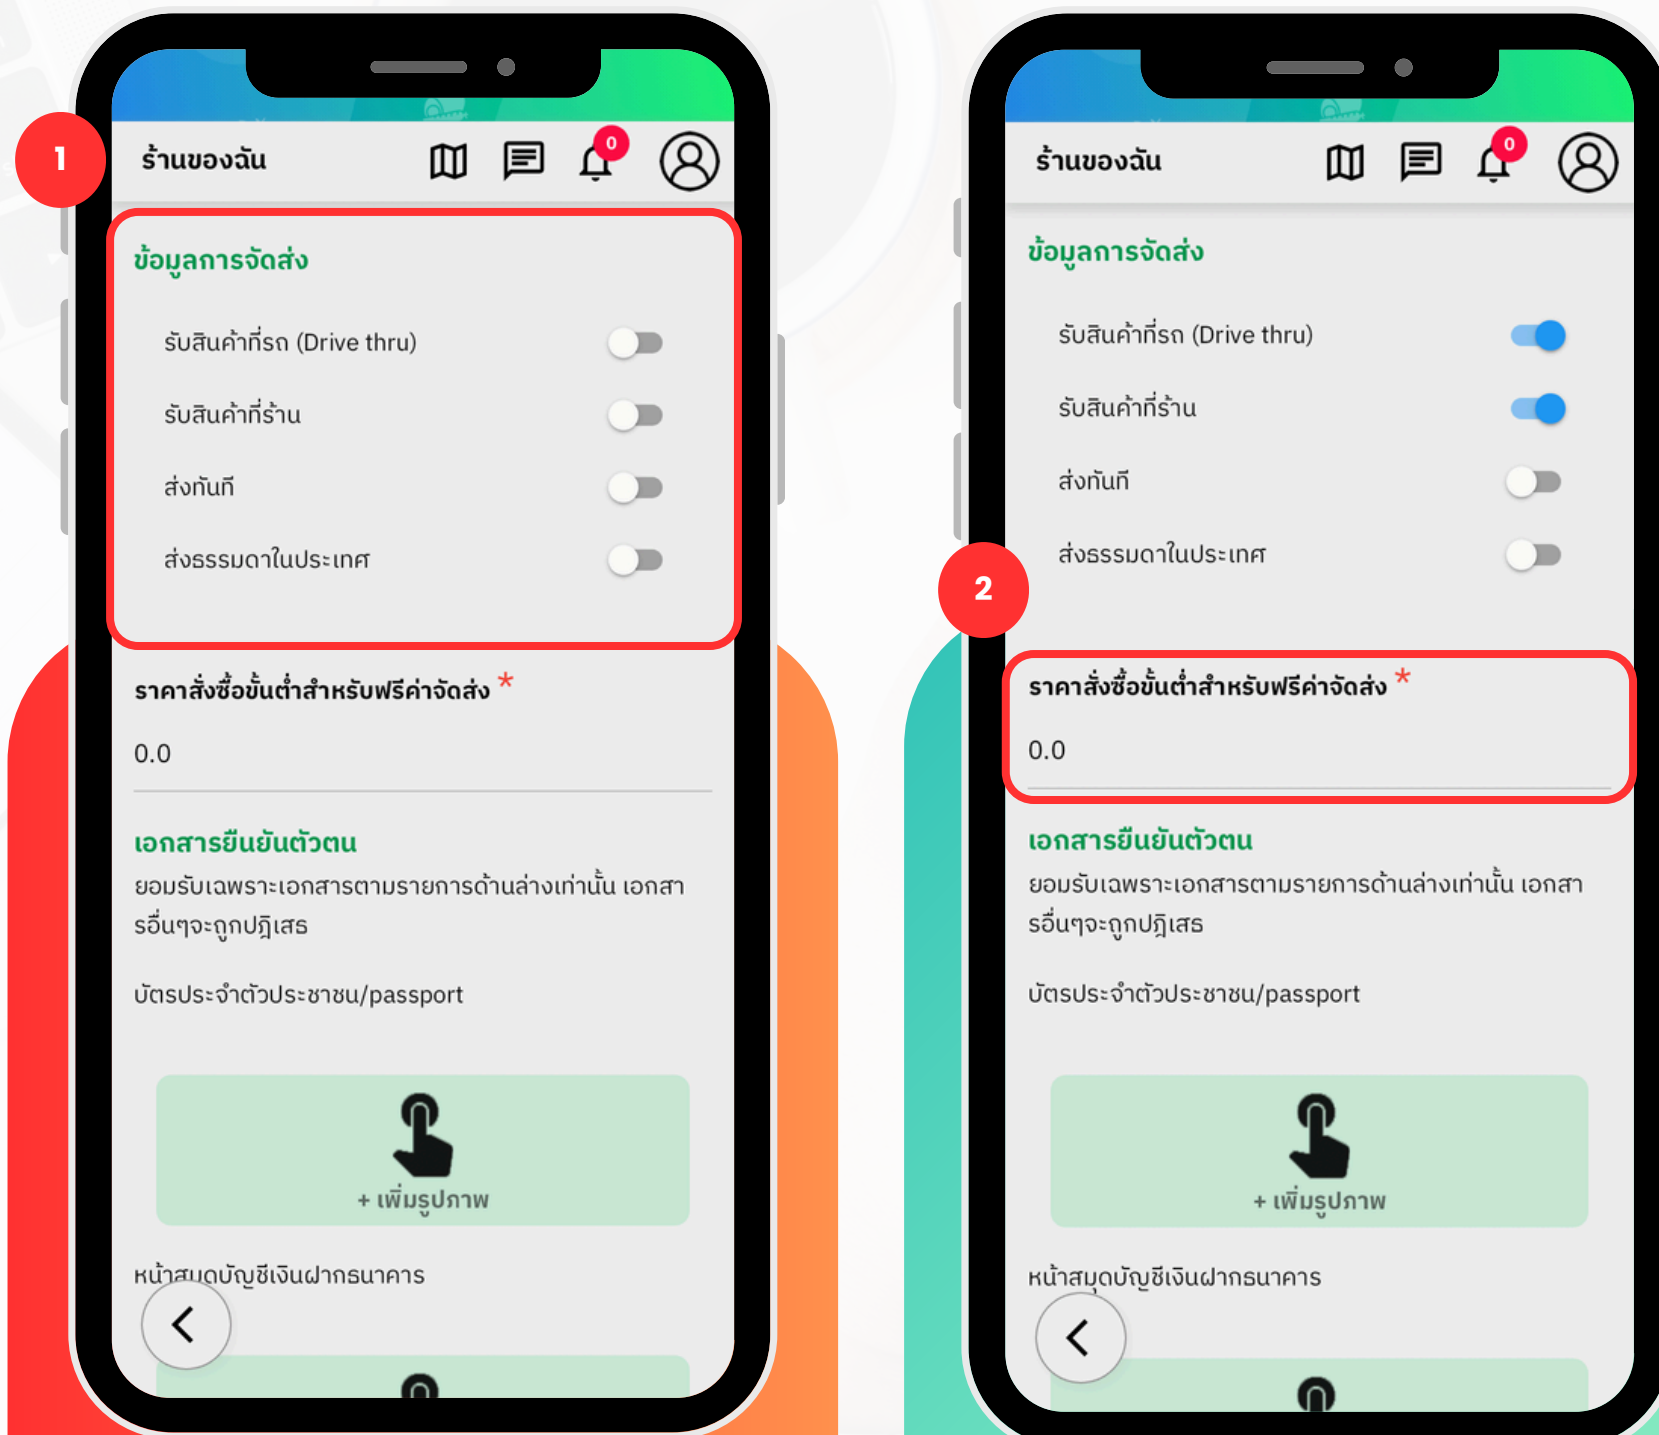 1
ร้านของฉัน
0
ข้อมูลการจัดส่ง
รับสินค้าที่รถ (Drive thru)
รับสินค้าที่ร้าน
ส่งทันที
ส่งธรรมดาในประเทศ
ราคาสั่งซื้อขั้นต่ำสำหรับฟรีค่าจัดส่ง *
0.0
เอกสารยืนยันตัวตน
ยอมรับเฉพราะเอกสารตามรายการด้านล่างเท่านั้น เอกสา
รอื่นๆจะถูกปฎิเสธ
บัตรประจำตัวประชาชน/passport
+ เพิ่มรูปภาพ
หน้าสมุดบัญชีเงินฝากธนาคาร
ร้านของฉัน
0
ข้อมูลการจัดส่ง
รับสินค้าที่รถ (Drive thru)
รับสินค้าที่ร้าน
ส่งทันที
ส่งธรรมดาในประเทศ
2
ราคาสั่งซื้อขั้นต่ำสำหรับฟรีค่าจัดส่ง *
0.0
เอกสารยืนยันตัวตน
ยอมรับเฉพราะเอกสารตามรายการด้านล่างเท่านั้น เอกสา
รอื่นๆจะถูกปฎิเสธ
บัตรประจำตัวประชาชน/passport
+ เพิ่มรูปภาพ
หน้าสมุดบัญชีเงินฝากธนาคาร